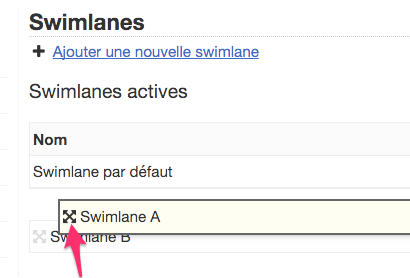 Swimlanes
Ajouter une nouvelle swimlane
Swimlanes actives
Nom
Swimlane par défaut
Swimlane A
Swimlane B